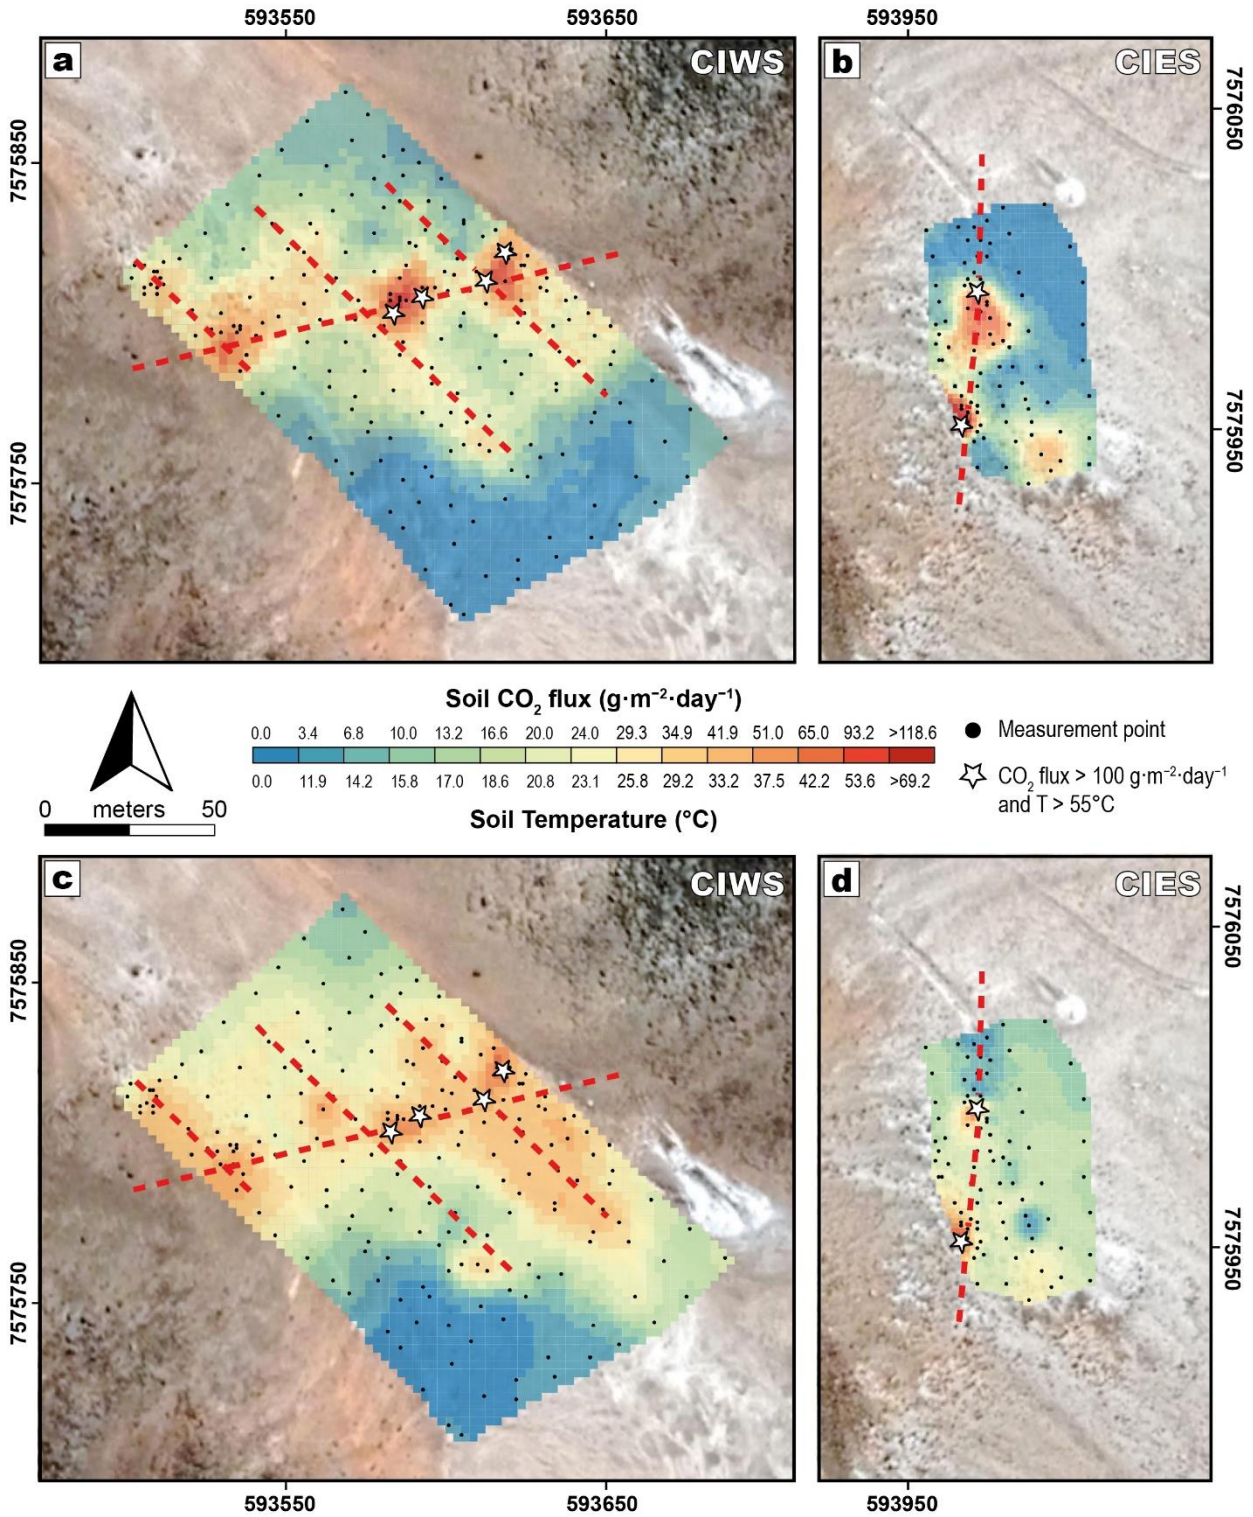 593550 593650 593950
a CIWS b CIES
7575850
7575750
7576050
7575950
Soil CO₂ flux (g·m⁻²·day⁻¹)
0.0 3.4 6.8 10.0 13.2 16.6 20.0 24.0 29.3 34.9 41.9 51.0 65.0 93.2 >118.6
0.0 11.9 14.2 15.8 17.0 18.6 20.8 23.1 25.8 29.2 33.2 37.5 42.2 53.6 >69.2
Soil Temperature (°C)
0 meters 50
Measurement point
CO₂ flux > 100 g·m⁻²·day⁻¹
and T > 55°C
c CIWS d CIES
7575850
7575750
7576050
7575950
593550 593650 593950